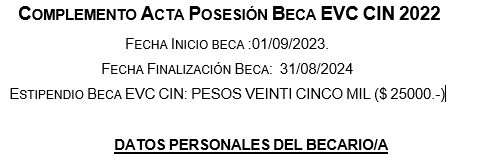 COMPLEMENTO ACTA POSESIÓN BECA EVC CIN 2022
FECHA INICIO BECA :01/09/2023.
FECHA FINALIZACIÓN BECA: 31/08/2024
ESTIPENDIO BECA EVC CIN: PESOS VEINTI CINCO MIL ($ 25000.-)
DATOS PERSONALES DEL BECARIO/A